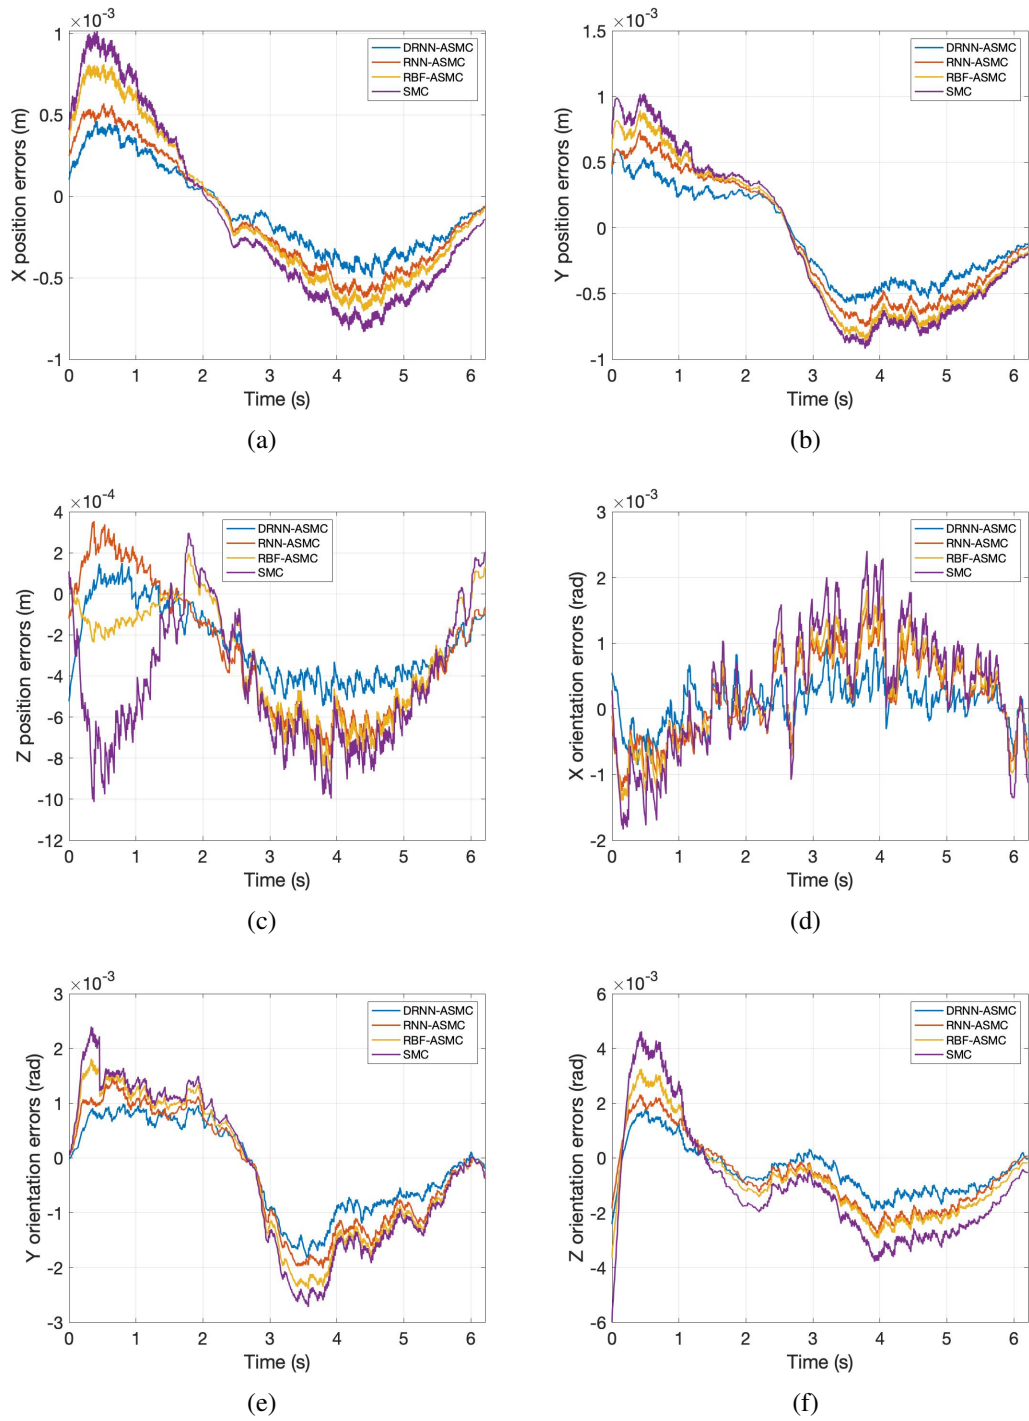 ×10-3
1
0.5
0
-0.5
-1
X position errors (m)
DRNN-ASMC
RNN-ASMC
RBF-ASMC
SMC
0 1 2 3 4 5 6
Time (s)
(a)
×10-3
1.5
1
0.5
0
-0.5
-1
Y position errors (m)
DRNN-ASMC
RNN-ASMC
RBF-ASMC
SMC
0 1 2 3 4 5 6
Time (s)
(b)
×10-4
4
2
0
-2
-4
-6
-8
-10
-12
Z position errors (m)
DRNN-ASMC
RNN-ASMC
RBF-ASMC
SMC
0 1 2 3 4 5 6
Time (s)
(c)
×10-3
3
2
1
0
-1
-2
X orientation errors (rad)
DRNN-ASMC
RNN-ASMC
RBF-ASMC
SMC
0 1 2 3 4 5 6
Time (s)
(d)
×10-3
3
2
1
0
-1
-2
-3
Y orientation errors (rad)
DRNN-ASMC
RNN-ASMC
RBF-ASMC
SMC
0 1 2 3 4 5 6
Time (s)
(e)
×10-3
6
4
2
0
-2
-4
-6
Z orientation errors (rad)
DRNN-ASMC
RNN-ASMC
RBF-ASMC
SMC
0 1 2 3 4 5 6
Time (s)
(f)